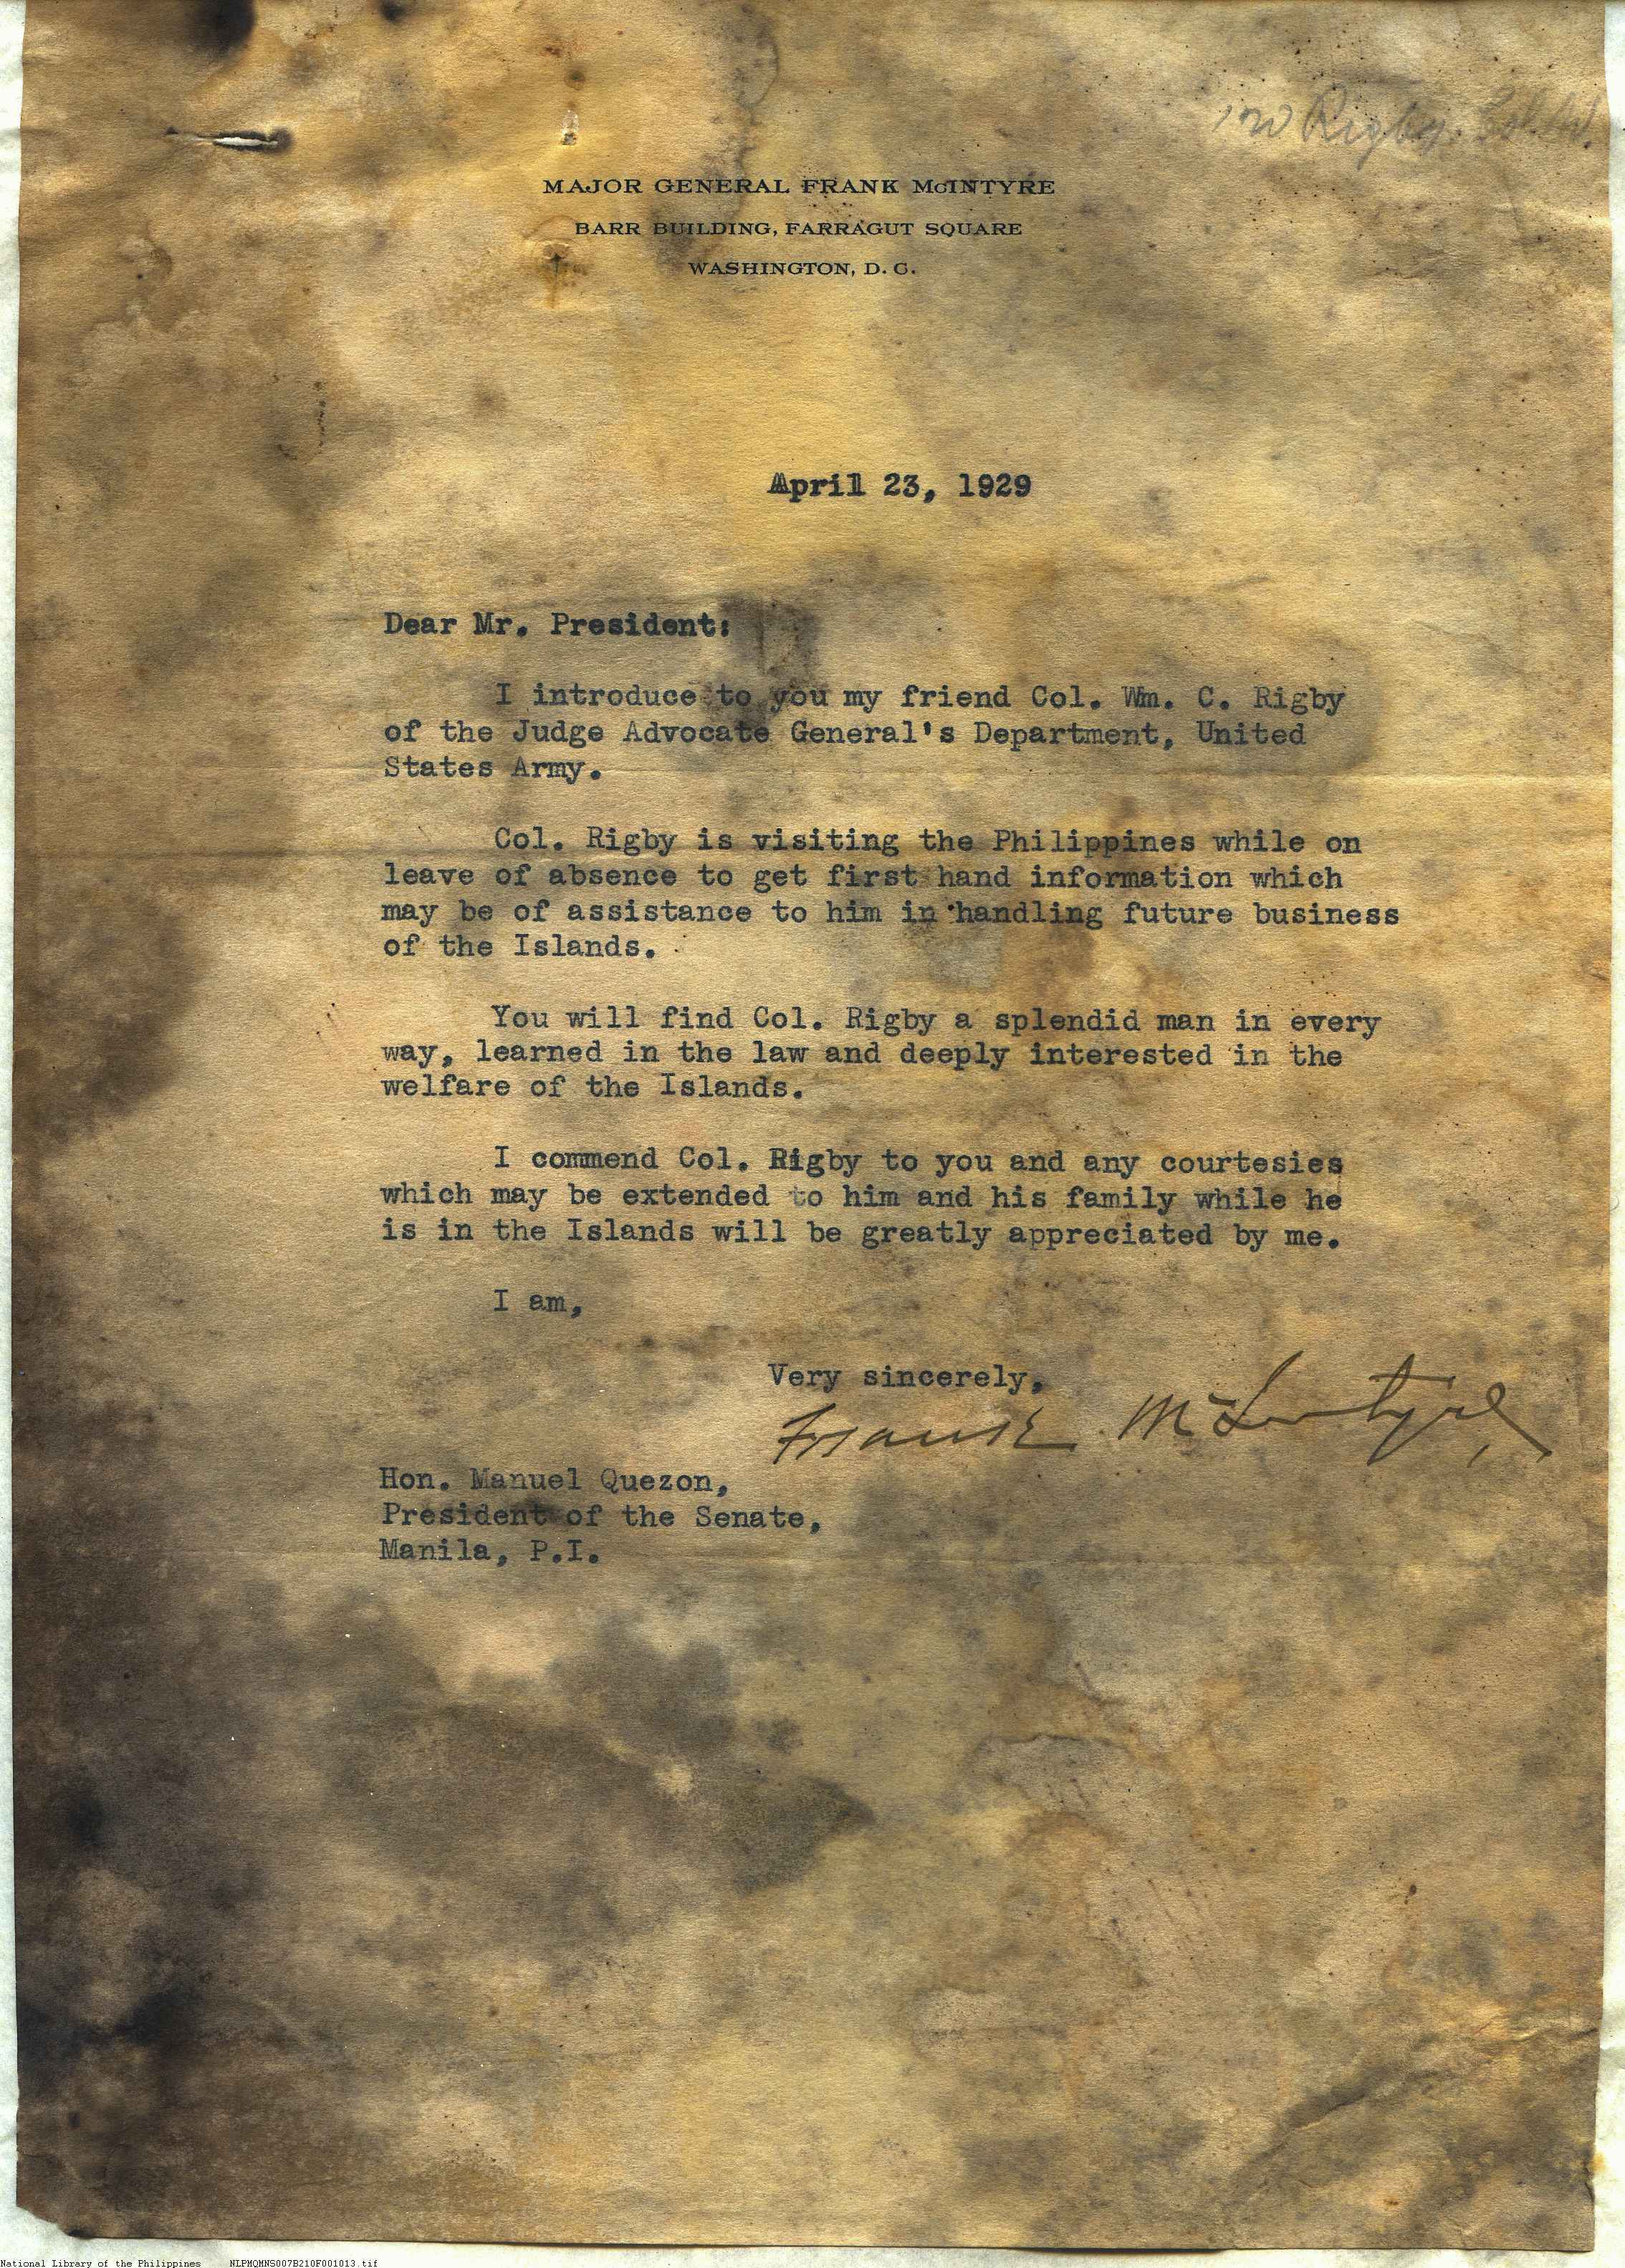 Rigby
MAJOR GENERAL FRANK McINTYRE
BARR BUILDING, FARRAGUT SQUARE
WASHINGTON, D. C.
April 23, 1929
Dear Mr. President:
I introduce to you my friend Col. Wm. C. Rigby
of the Judge Advocate General's Department, United
States Army.
Col. Rigby is visiting the Philippines while on
leave of absence to get first hand information which
may be of assistance to him in handling future business
of the Islands.
You will find Col. Rigby a splendid man in every
way, learned in the law and deeply interested in the
welfare of the Islands.
I commend Col. Rigby to you and any courtesies
which may be extended to him and his family while he
is in the Islands will be greatly appreciated by me.
I am,
Very sincerely,
Frank McIntyre
Hon. Manuel Quezon,
President of the Senate,
Manila, P.I.
National Library of the Philippines NLPMQMNS007B210F001013.tif